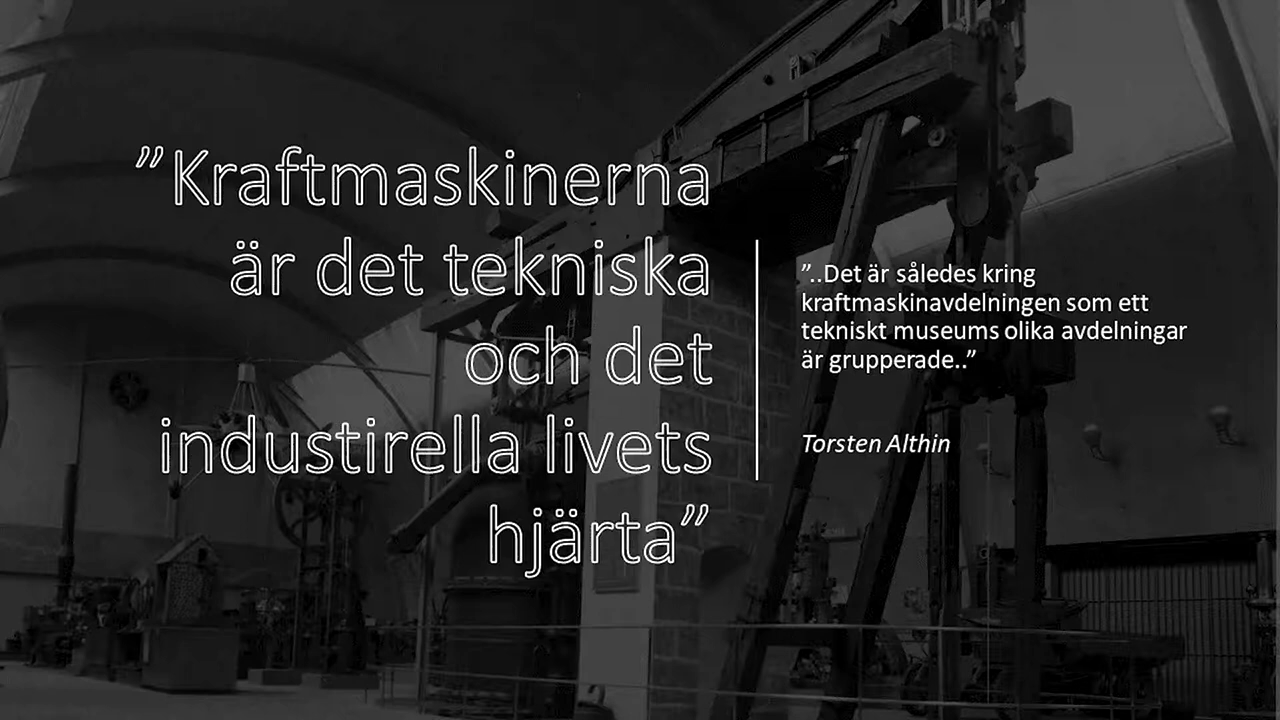 ”Kraftmaskinerna
är det tekniska
och det
industirella livets
hjärta”
”..Det är således kring
kraftmaskinavdelningen som ett
tekniskt museums olika avdelningar
är grupperade..”
Torsten Althin